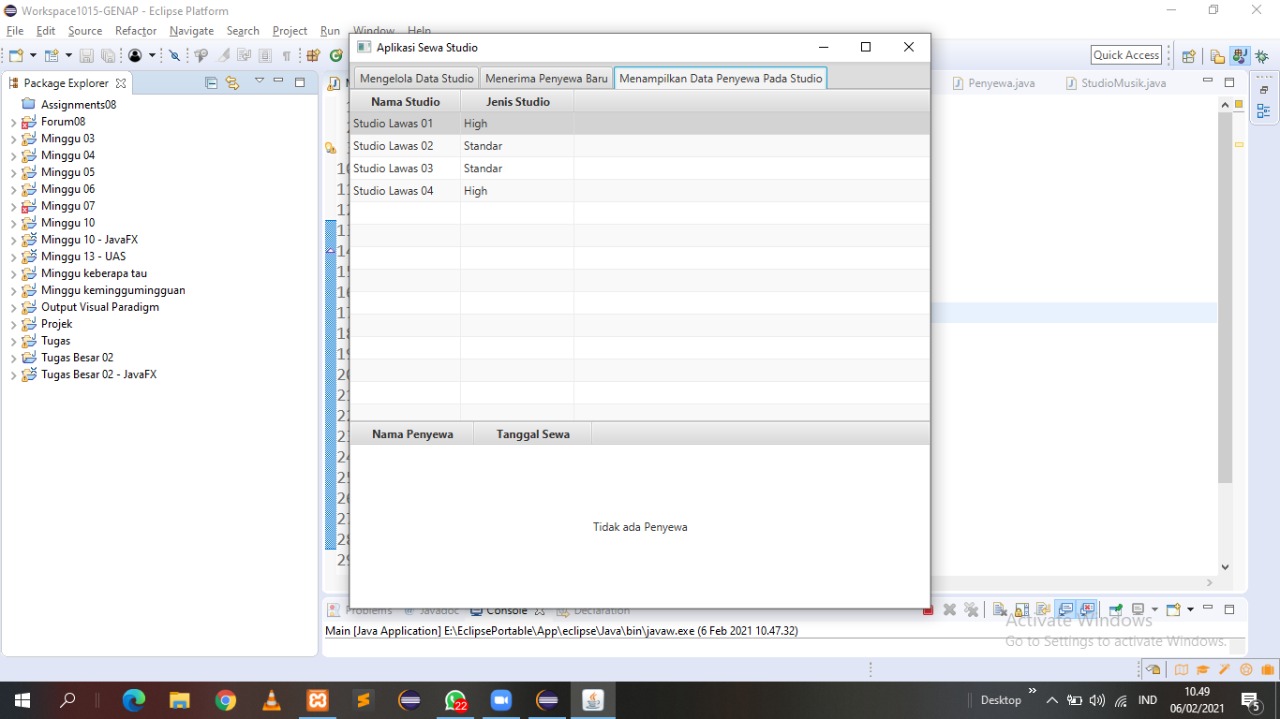 Workspace1015-GENAP - Eclipse Platform
File Edit Source Refactor Navigate Search Project Run Window Help
Aplikasi Sewa Studio
Quick Access
Package Explorer
Mengelola Data Studio Menerima Penyewa Baru Menampilkan Data Penyewa Pada Studio
Penyewa.java StudioMusik.java
Nama Studio Jenis Studio
Studio Lawas 01 High
Studio Lawas 02 Standar
Studio Lawas 03 Standar
Studio Lawas 04 High
Assignments08
Forum08
Minggu 03
Minggu 04
Minggu 05
Minggu 06
Minggu 07
Minggu 10
Minggu 10 - JavaFX
Minggu 13 - UAS
Minggu keberapa tau
Minggu keminggumingguan
Output Visual Paradigm
Projek
Tugas
Tugas Besar 02
Tugas Besar 02 - JavaFX
29
Nama Penyewa Tanggal Sewa
Tidak ada Penyewa
Problems Javadoc Console Declaration
Main [Java Application] E:\EclipsePortable\App\eclipse\Java\bin\javaw.exe (6 Feb 2021 10.47.32)
Activate Windows
Go to Settings to activate Windows.
22
Desktop
IND
10.49
06/02/2021
5